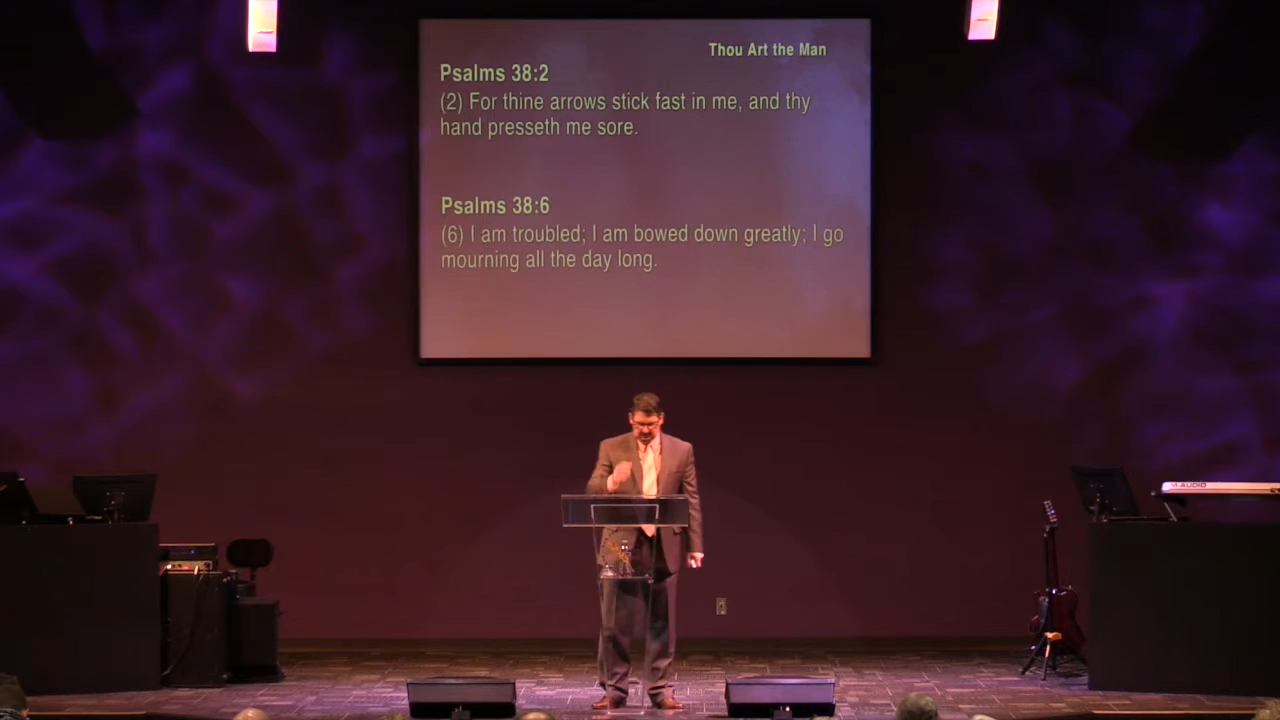 Thou Art the Man
Psalms 38:2
(2) For thine arrows stick fast in me, and thy
hand presseth me sore.
Psalms 38:6
(6) I am troubled; I am bowed down greatly; I go
mourning all the day long.
M-AUDIO